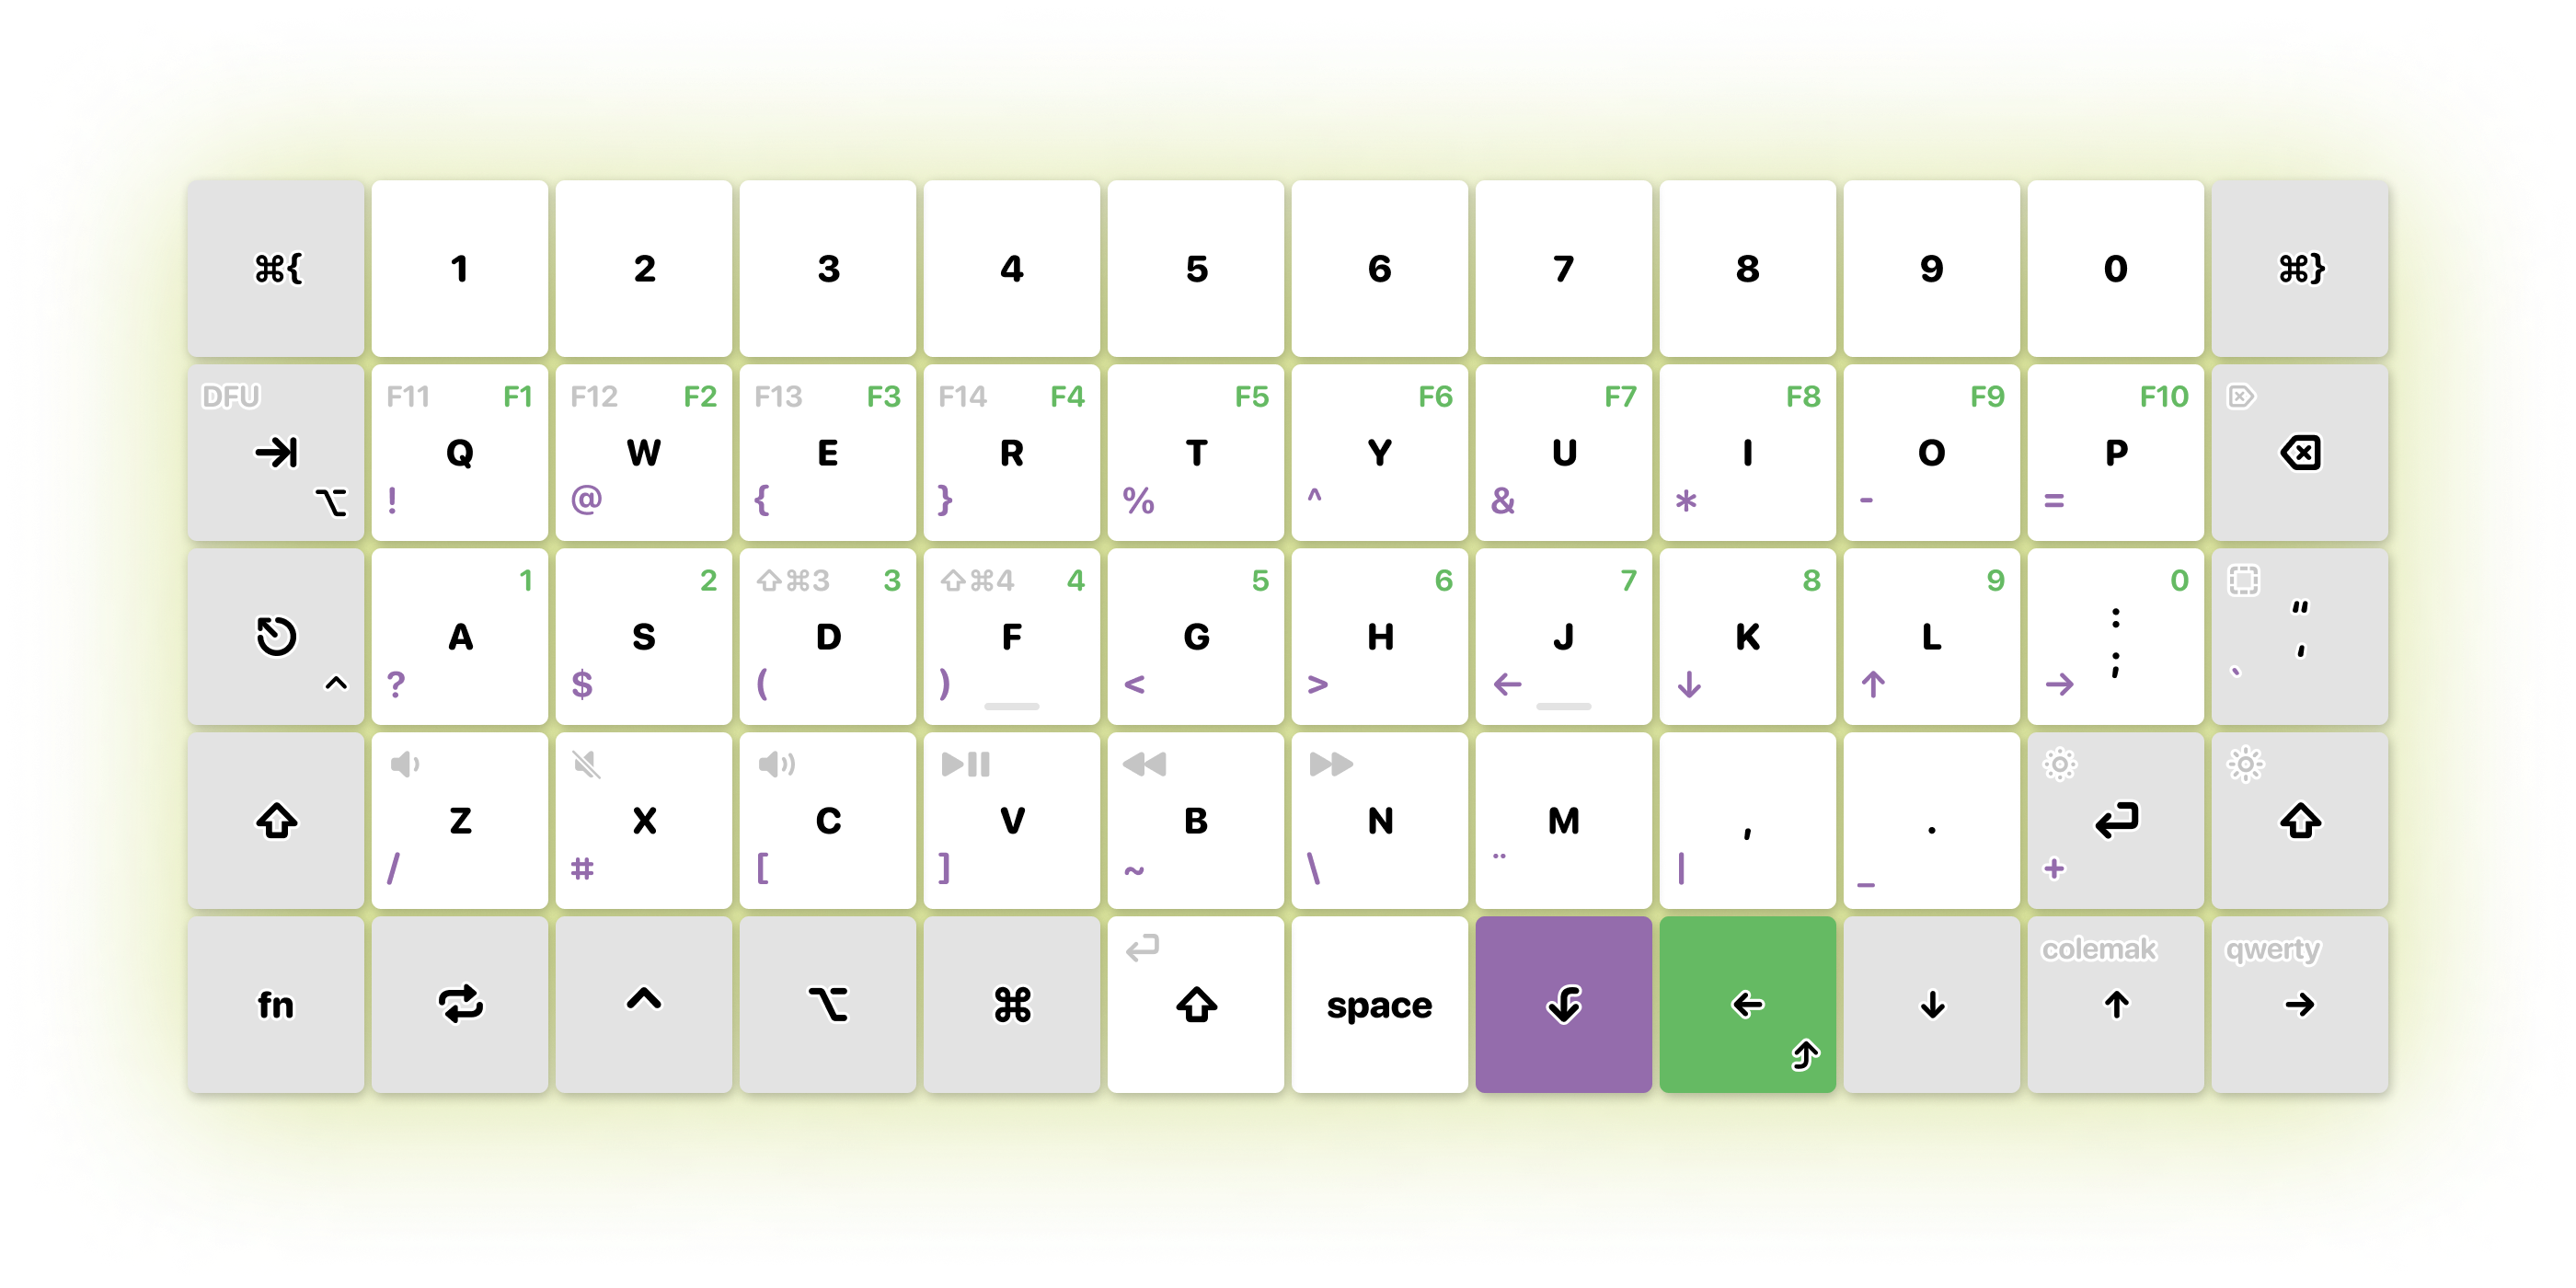 ⌘{ 1 2 3 4 5 6 7 8 9 0 ⌘}
DFU F11 F1 F12 F2 F13 F3 F14 F4 F5 F6 F7 F8 F9 F10 ⌦
⇥ Q W E R T Y U I O P ⌫
⌥ ! @ { } % ^ & * - =
1 2 ⇧⌘3 3 ⇧⌘4 4 5 6 7 8 9 0
⎋ A S D F G H J K L : ; " '
^ ? $ ( ) < > ← ↓ ↑ → `
⇧ Z X C V B N M , . ↩ ⇧
/ # [ ] ~ \ ¨ | _ +
↩ colemak qwerty
fn ^ ⌥ ⌘ ⇧ space ← ↓ ↑ →